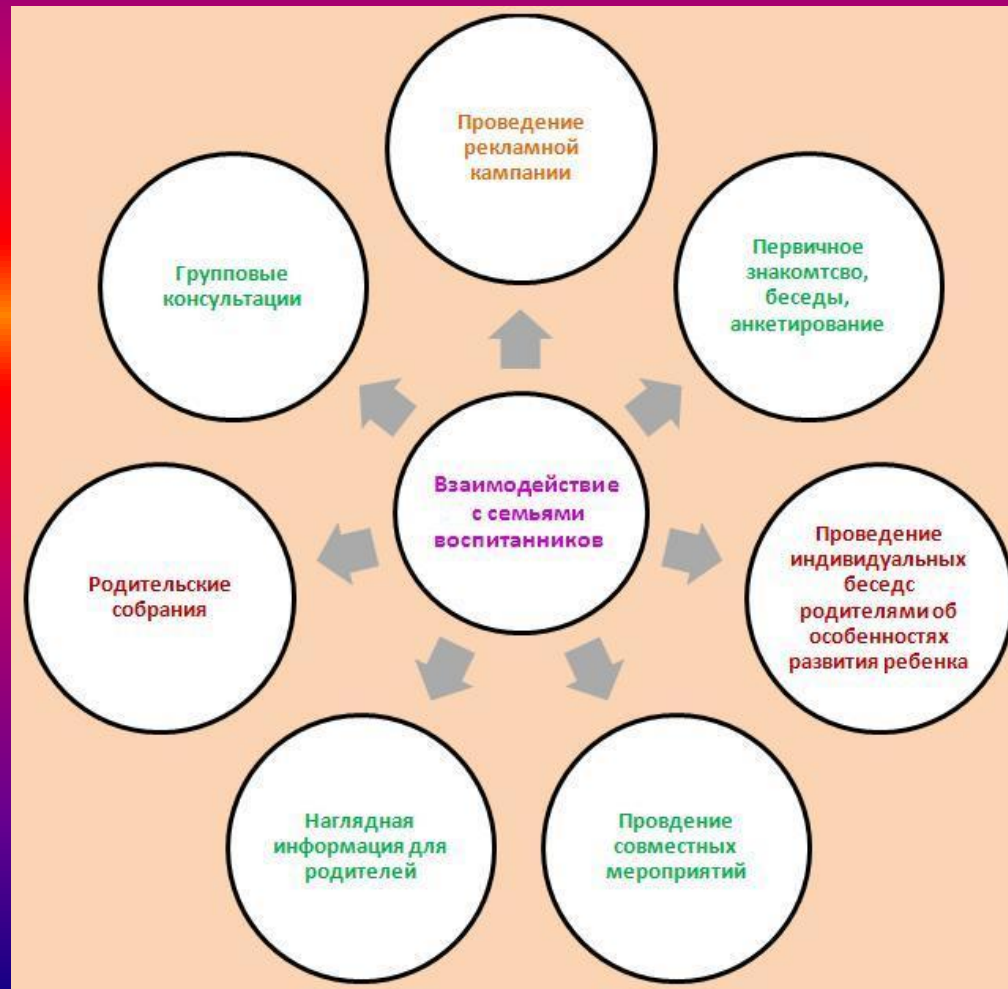 Проведение
рекламной
кампании
Первичное
знакомтсво,
беседы,
анкетирование
Проведение
индивидуальных
бесед с
родителями об
особенностях
развития ребенка
Провдение
совместных
мероприятий
Наглядная
информация для
родителей
Родительские
собрания
Групповые
консультации
Взаимодействие
с семьями
воспитанников